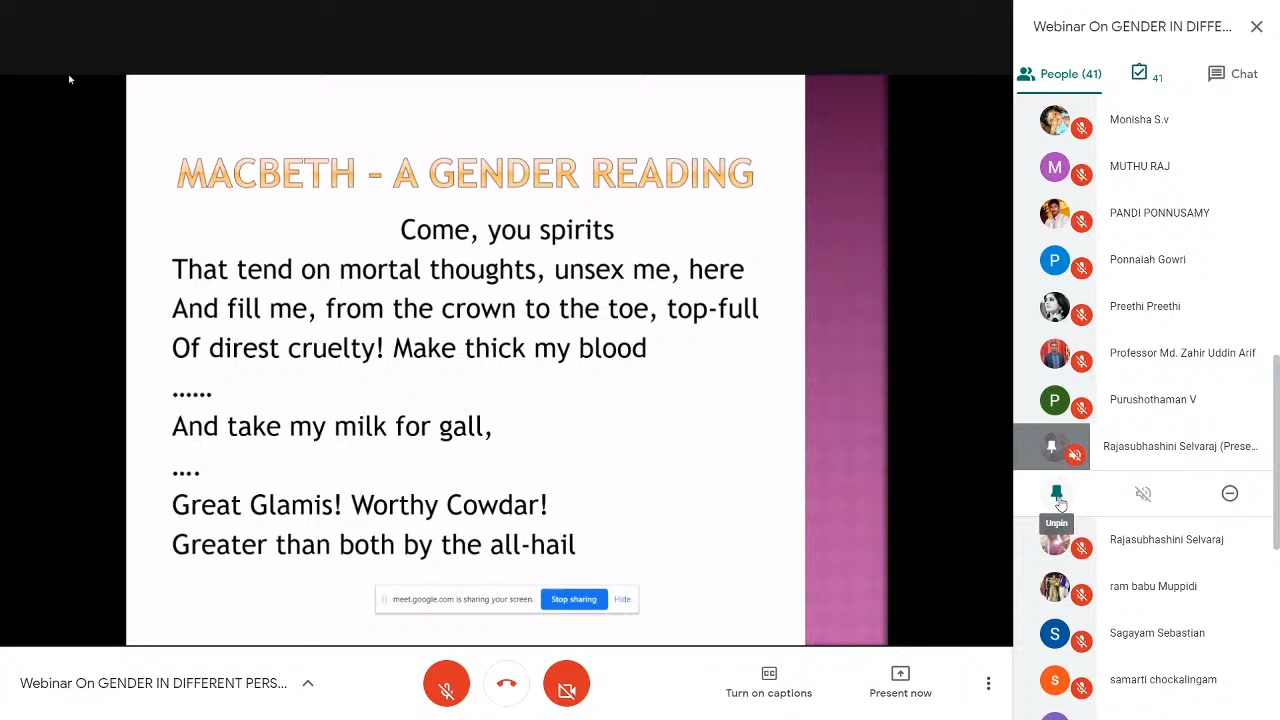 Webinar On GENDER IN DIFFE...
People (41)
41
Chat
MACBETH – A GENDER READING
Come, you spirits
That tend on mortal thoughts, unsex me, here
And fill me, from the crown to the toe, top-full
Of direst cruelty! Make thick my blood
......
And take my milk for gall,
....
Great Glamis! Worthy Cowdar!
Greater than both by the all-hail
meet.google.com is sharing your screen.
Stop sharing
Hide
Monisha S.v
M
MUTHU RAJ
PANDI PONNUSAMY
P
Ponnaiah Gowri
Preethi Preethi
Professor Md. Zahir Uddin Arif
P
Purushothaman V
Rajasubhashini Selvaraj (Prese...
Unpin
Rajasubhashini Selvaraj
ram babu Muppidi
S
Sagayam Sebastian
s
samarti chockalingam
Webinar On GENDER IN DIFFERENT PERS...
CC
Turn on captions
Present now